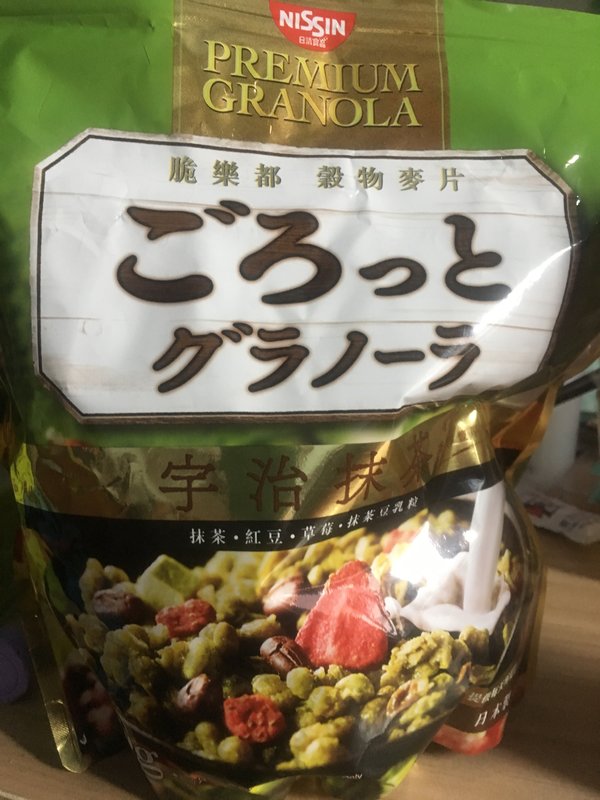 NISSIN
日清食品
PREMIUM
GRANOLA
脆樂都 穀物麥片
ごろっと
グラノーラ
宇治抹茶
抹茶・紅豆・草莓・抹茶豆乳粒
日本製